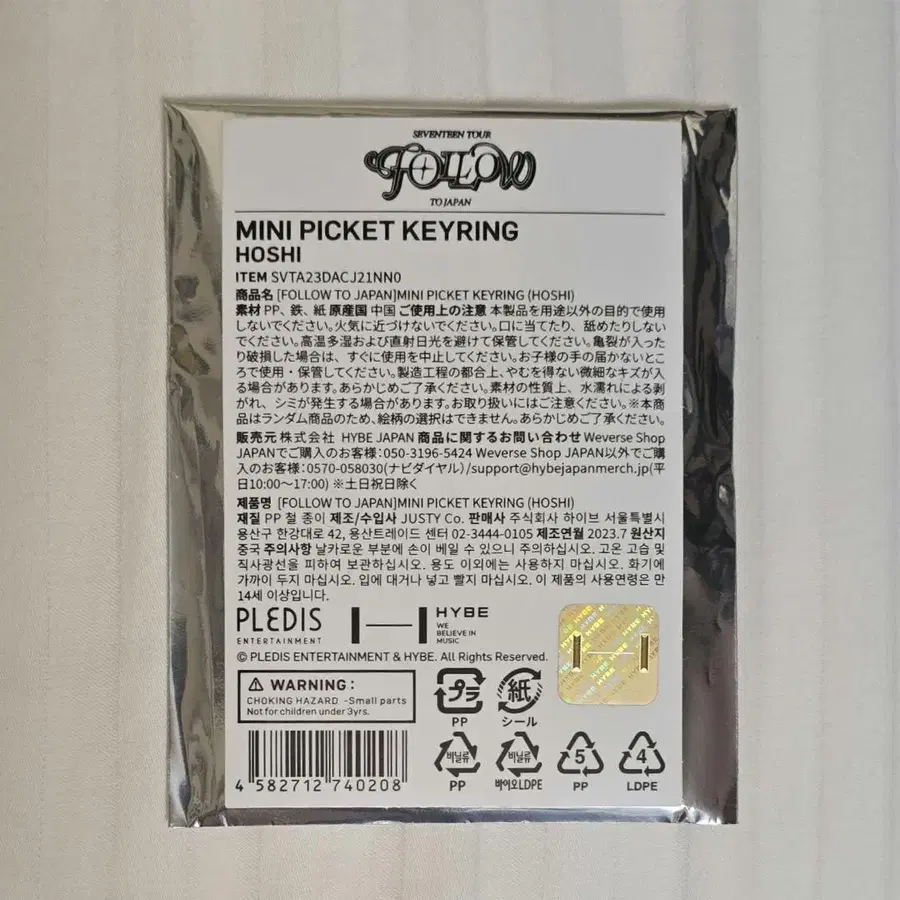 SEVENTEEN TOUR
FOLLOW
TO JAPAN
MINI PICKET KEYRING
HOSHI
ITEM SVTA23DACJ21NN0
商品名 [FOLLOW TO JAPAN]MINI PICKET KEYRING (HOSHI)
素材 PP、鉄、紙 原産国 中国 ご使用上の注意 本製品を用途以外の目的で使用
しないでください。火気に近づけないでください。口に当てたり、舐めたりしない
でください。高温多湿および直射日光を避けて保管してください。亀裂が入った
り破損した場合は、すぐに使用を中止してください。お子様の手の届かないとこ
ろで使用・保管してください。製造工程の都合上、やむを得ない微細なキズが入
る場合があります。あらかじめご了承ください。素材の性質上、水濡れによる剥
がれ、シミが発生する場合があります。お取り扱いにはご注意ください。※本商
品はランダム商品のため、絵柄の選択はできません。あらかじめご了承ください。
販売元 株式会社 HYBE JAPAN 商品に関するお問い合わせ Weverse Shop
JAPANでご購入のお客様:050-3196-5424 Weverse Shop JAPAN以外でご購
入のお客様:0570-058030(ナビダイヤル)/support@hybejapanmerch.jp(平
日10:00～17:00) ※土日祝日除く
제품명 [FOLLOW TO JAPAN]MINI PICKET KEYRING (HOSHI)
재질 PP 철 종이 제조/수입사 JUSTY Co. 판매사 주식회사 하이브 서울특별시
용산구 한강대로 42, 용산트레이드 센터 02-3444-0105 제조연월 2023.7 원산지
중국 주의사항 날카로운 부분에 손이 베일 수 있으니 주의하십시오. 고온 고습 및
직사광선을 피하여 보관하십시오. 용도 이외에는 사용하지 마십시오. 화기에
가까이 두지 마십시오. 입에 대거나 넣고 빨지 마십시오. 이 제품의 사용연령은 만
14세 이상입니다.
PLEDIS
ENTERTAINMENT
HYBE
WE
BELIEVE IN
MUSIC
© PLEDIS ENTERTAINMENT & HYBE. All Rights Reserved.
⚠ WARNING :
CHOKING HAZARD -Small parts
Not for children under 3yrs.
プラ
PP
紙
シール
HYBE
4 582712 740208
비닐류
PP
비닐류
바이오LDPE
5
PP
4
LDPE